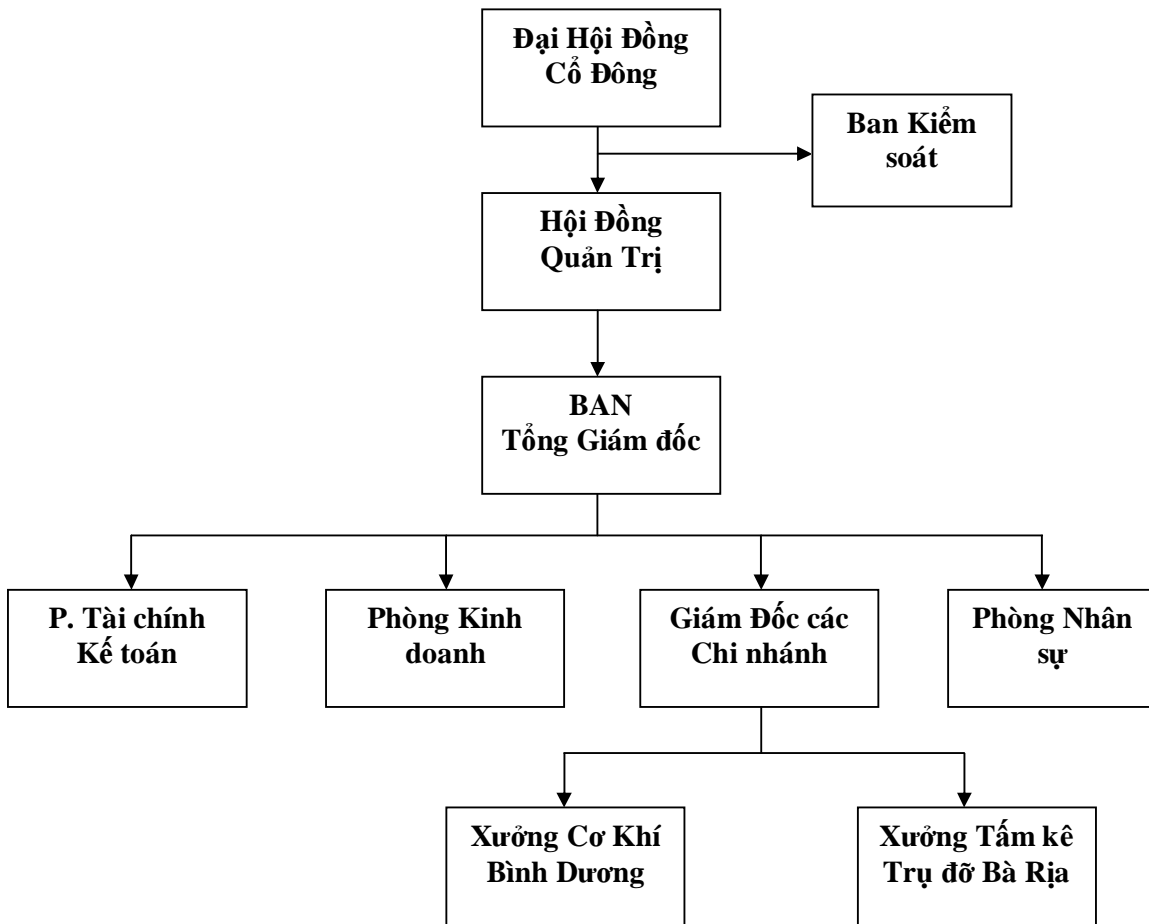 Đại Hội Đồng
Cổ Đông
Ban Kiểm
soát
Hội Đồng
Quản Trị
BAN
Tổng Giám đốc
P. Tài chính
Kế toán
Phòng Kinh
doanh
Giám Đốc các
Chi nhánh
Phòng Nhân
sự
Xưởng Cơ Khí
Bình Dương
Xưởng Tấm kê
Trụ đỡ Bà Rịa